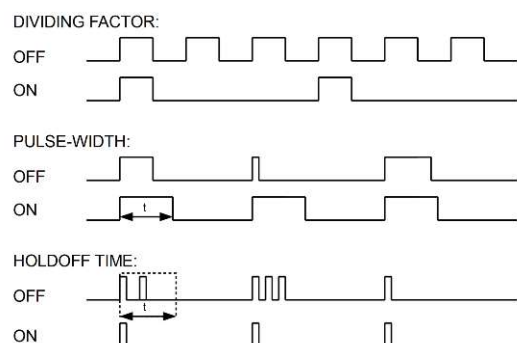 DIVIDING FACTOR:
OFF
ON
PULSE-WIDTH:
OFF
ON
t
HOLDOFF TIME:
OFF
t
ON